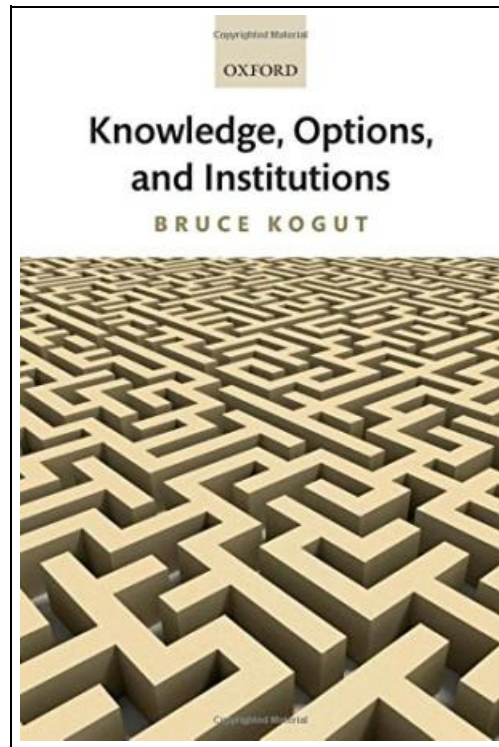 Copyrighted Material
OXFORD
Knowledge, Options,
and Institutions
BRUCE KOGUT
Copyrighted Material